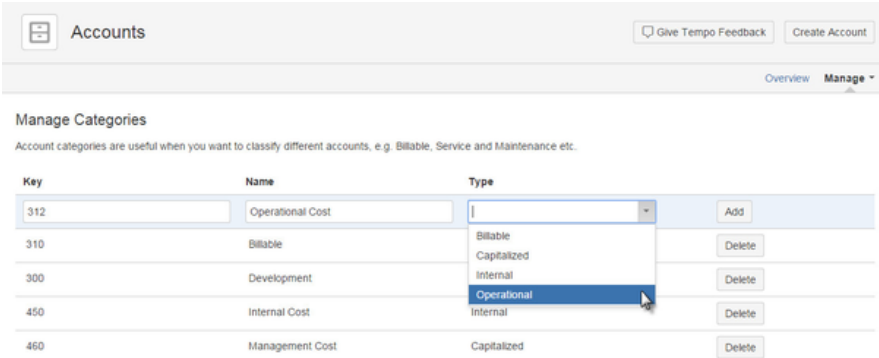 Accounts
Give Tempo Feedback
Create Account
Overview
Manage
Manage Categories
Account categories are useful when you want to classify different accounts, e.g. Billable, Service and Maintenance etc.
Key Name Type
312 Operational Cost Add
Billable
Capitalized
Internal
Operational
310 Billable Delete
300 Development Delete
450 Internal Cost Internal Delete
460 Management Cost Capitalized Delete